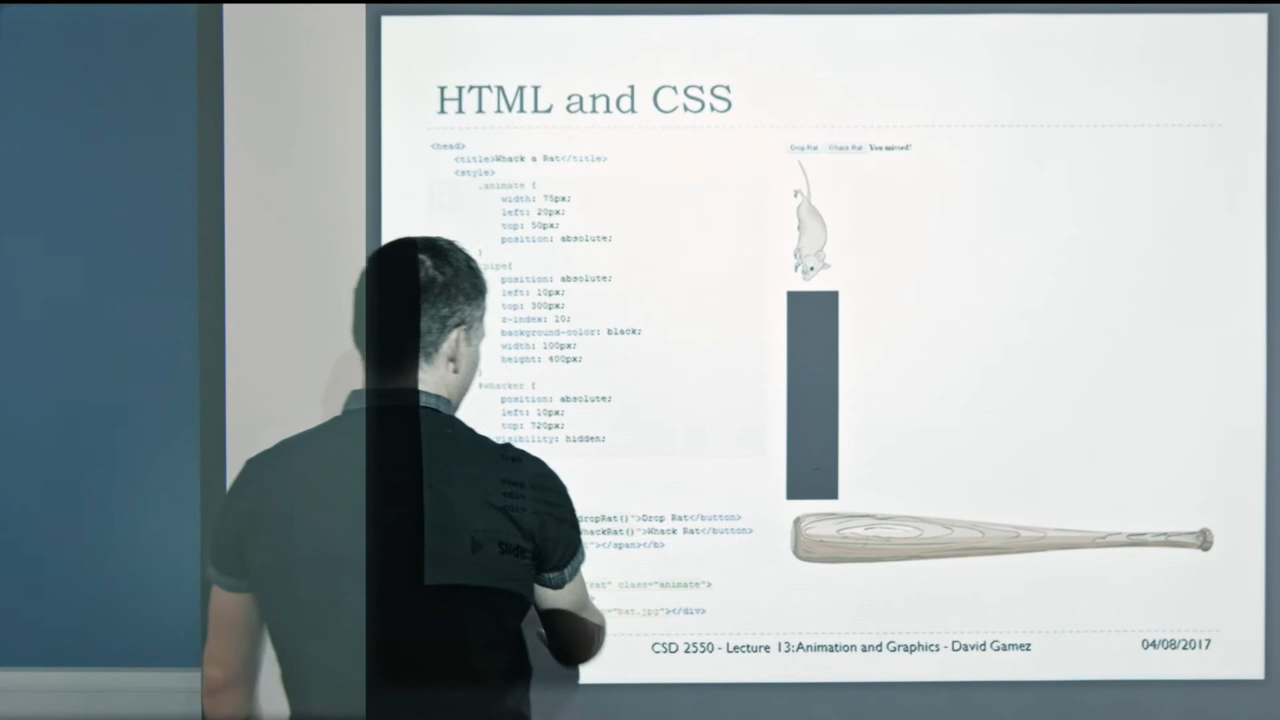 HTML and CSS
<head>
<title>Whack a Rat</title>
<style>
.animate {
width: 75px;
left: 20px;
top: 50px;
position: absolute;
}
.pipe{
position: absolute;
left: 10px;
top: 300px;
z-index: 10;
background-color: black;
width: 100px;
height: 400px;
#whacker {
position: absolute;
left: 10px;
top: 720px;
visibility: hidden;
<div
<div
dropRat()">Drop Rat</button>
whackRat()">Whack Rat</button>
"></span></b>
rat" class="animate">
"bat.jpg"></div>
Drop Rat Whack Rat You missed!
CSD 2550 - Lecture 13:Animation and Graphics - David Gamez
04/08/2017